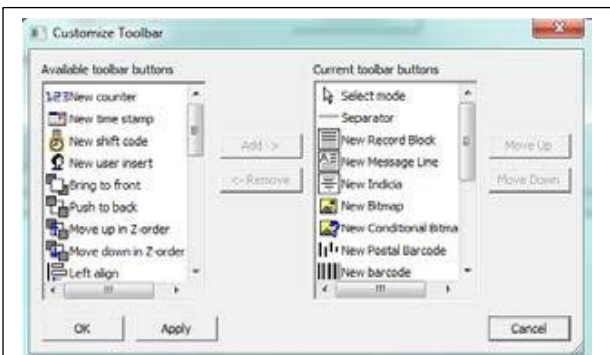 Customize Toolbar
Available toolbar buttons
Current toolbar buttons
123New counter
New time stamp
New shift code
New user insert
Bring to front
Push to back
Move up in Z-order
Move down in Z-order
Left align
Add ->
<- Remove
Select mode
Separator
New Record Block
New Message Line
New Indicia
New Bitmap
New Conditional Bitma
New Postal Barcode
New barcode
Move Up
Move Down
OK
Apply
Cancel